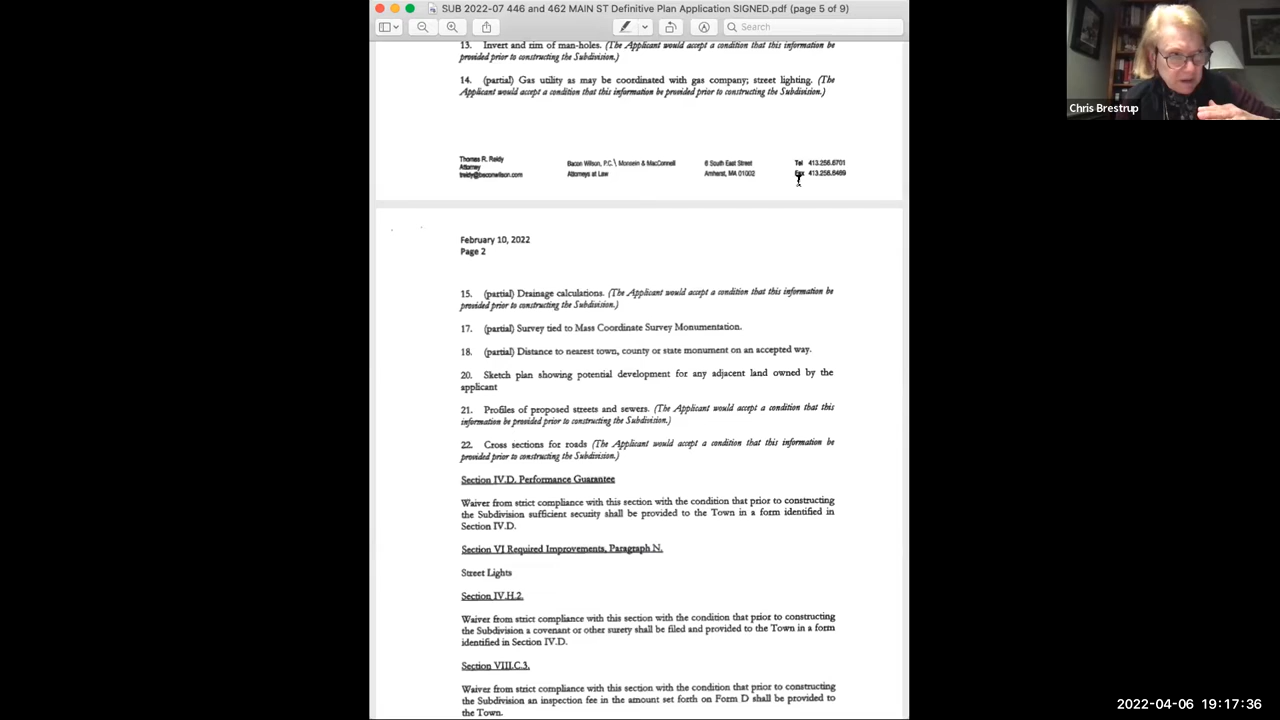 SUB 2022-07 446 and 462 MAIN ST Definitive Plan Application SIGNED.pdf (page 5 of 9)
Search
13. Invert and rim of man-holes. (The Applicant would accept a condition that this information be
provided prior to constructing the Subdivision.)
14. (partial) Gas utility as may be coordinated with gas company; street lighting. (The
Applicant would accept a condition that this information be provided prior to constructing the Subdivision.)
Thomas R. Reidy
Attorney
treidy@baconwilson.com
Bacon Wilson, P.C.\ Monsein & MacConnell
Attorneys at Law
6 South East Street
Amherst, MA 01002
Tel 413.256.6701
Fax 413.256.6469
February 10, 2022
Page 2
15. (partial) Drainage calculations. (The Applicant would accept a condition that this information be
provided prior to constructing the Subdivision.)
17. (partial) Survey tied to Mass Coordinate Survey Monumentation.
18. (partial) Distance to nearest town, county or state monument on an accepted way.
20. Sketch plan showing potential development for any adjacent land owned by the
applicant
21. Profiles of proposed streets and sewers. (The Applicant would accept a condition that this
information be provided prior to constructing the Subdivision.)
22. Cross sections for roads (The Applicant would accept a condition that this information be
provided prior to constructing the Subdivision.)
Section IV.D. Performance Guarantee
Waiver from strict compliance with this section with the condition that prior to constructing
the Subdivision sufficient security shall be provided to the Town in a form identified in
Section IV.D.
Section VI Required Improvements, Paragraph N.
Street Lights
Section IV.H.2.
Waiver from strict compliance with this section with the condition that prior to constructing
the Subdivision a covenant or other surety shall be filed and provided to the Town in a form
identified in Section IV.D.
Section VIII.C.3.
Waiver from strict compliance with this section with the condition that prior to constructing
the Subdivision an inspection fee in the amount set forth on Form D shall be provided to
the Town.
Chris Brestrup
2022-04-06 19:17:36